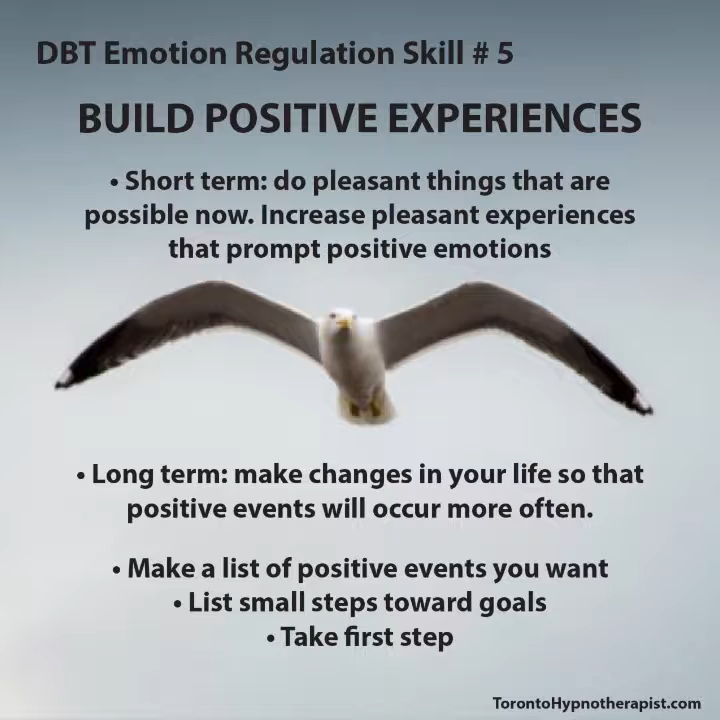 DBT Emotion Regulation Skill # 5
BUILD POSITIVE EXPERIENCES
• Short term: do pleasant things that are
possible now. Increase pleasant experiences
that prompt positive emotions
• Long term: make changes in your life so that
positive events will occur more often.
• Make a list of positive events you want
• List small steps toward goals
• Take first step
TorontoHypnotherapist.com